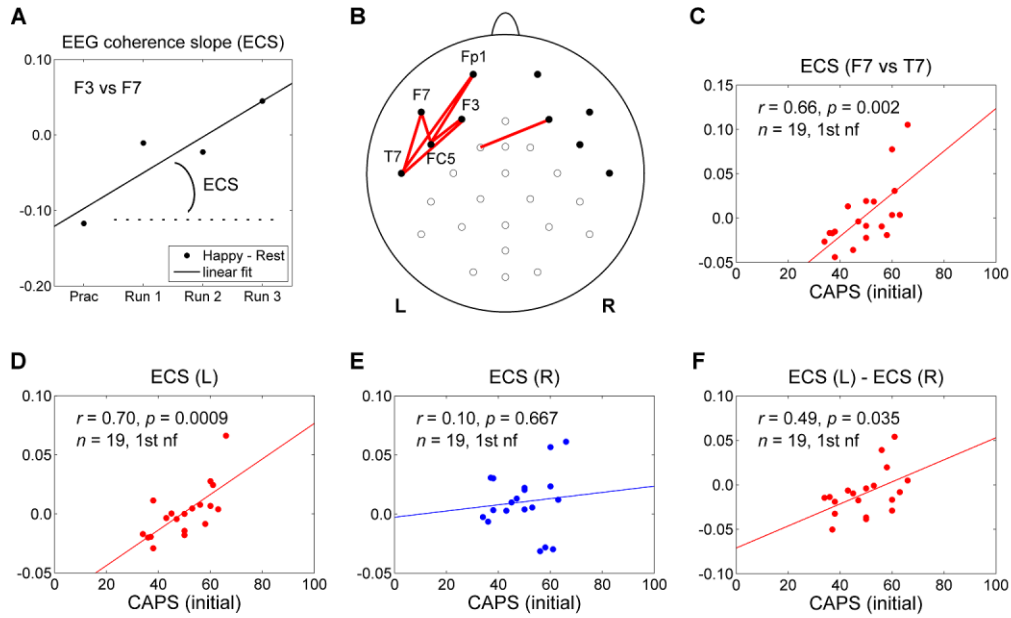 A
EEG coherence slope (ECS)
0.10
0.0
-0.10
-0.20
F3 vs F7
ECS
Happy - Rest
linear fit
Prac Run 1 Run 2 Run 3
B
Fp1
F7
F3
T7
FC5
L
R
C
ECS (F7 vs T7)
0.15
0.10
0.05
0.0
-0.05
r = 0.66, p = 0.002
n = 19, 1st nf
0 20 40 60 80 100
CAPS (initial)
D
ECS (L)
0.10
0.05
0.0
-0.05
r = 0.70, p = 0.0009
n = 19, 1st nf
0 20 40 60 80 100
CAPS (initial)
E
ECS (R)
0.10
0.05
0.0
-0.05
r = 0.10, p = 0.667
n = 19, 1st nf
0 20 40 60 80 100
CAPS (initial)
F
ECS (L) - ECS (R)
0.10
0.05
0.0
-0.05
-0.10
r = 0.49, p = 0.035
n = 19, 1st nf
0 20 40 60 80 100
CAPS (initial)